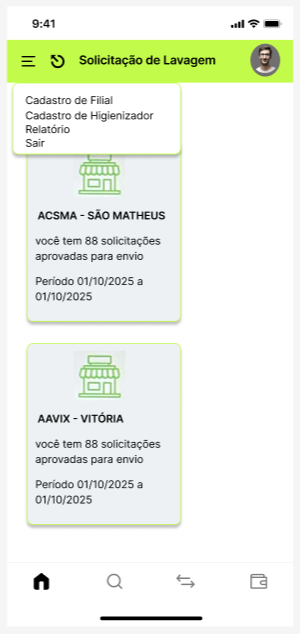 9:41
Solicitação de Lavagem
Cadastro de Filial
Cadastro de Higienizador
Relatório
Sair
ACSMA - SÃO MATHEUS
você tem 88 solicitações
aprovadas para envio
Período 01/10/2025 a
01/10/2025
AAVIX - VITÓRIA
você tem 88 solicitações
aprovadas para envio
Período 01/10/2025 a
01/10/2025